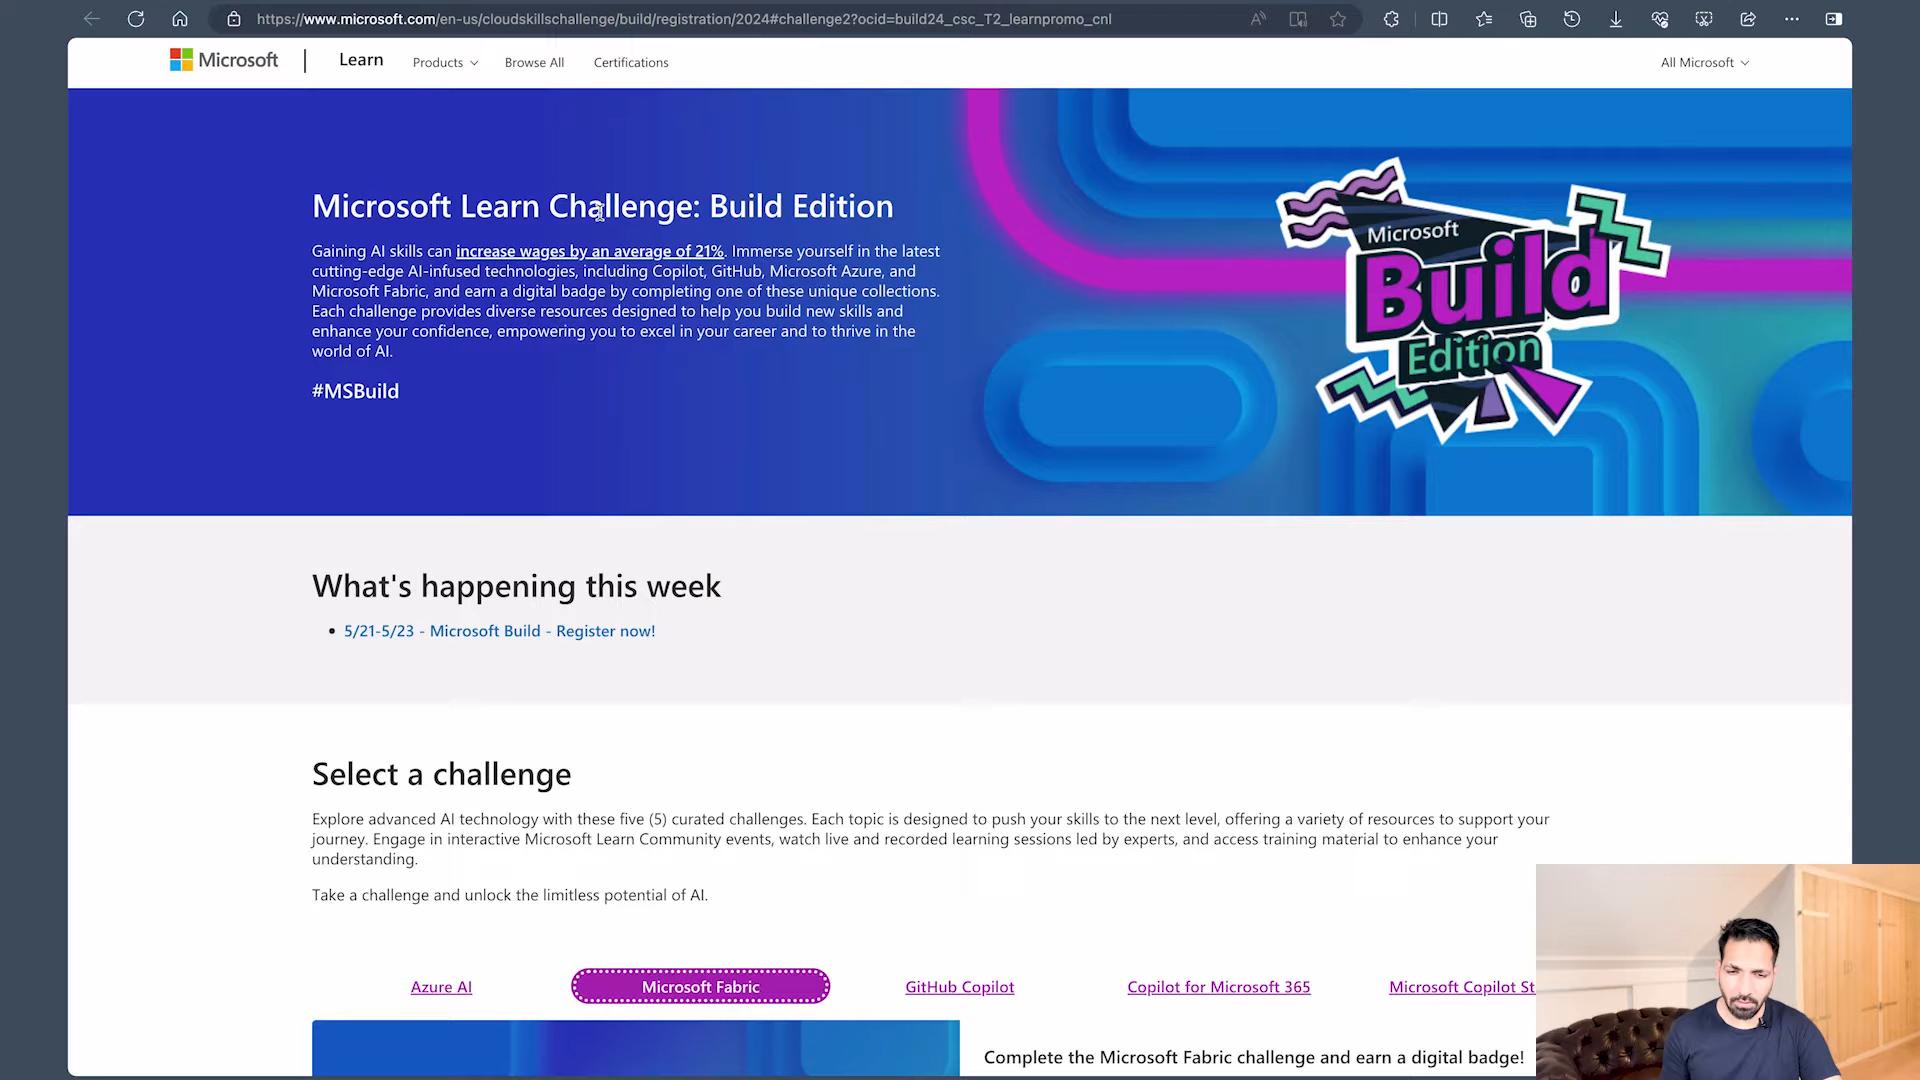 https://www.microsoft.com/en-us/cloudskillschallenge/build/registration/2024#challenge2?ocid=build24_csc_T2_learnpromo_cnl
Microsoft
Learn
Products
Browse All
Certifications
All Microsoft
Microsoft Learn Challenge: Build Edition
Gaining AI skills can increase wages by an average of 21%. Immerse yourself in the latest
cutting-edge AI-infused technologies, including Copilot, GitHub, Microsoft Azure, and
Microsoft Fabric, and earn a digital badge by completing one of these unique collections.
Each challenge provides diverse resources designed to help you build new skills and
enhance your confidence, empowering you to excel in your career and to thrive in the
world of AI.
#MSBuild
Microsoft
Build
Edition
What's happening this week
• 5/21-5/23 - Microsoft Build - Register now!
Select a challenge
Explore advanced AI technology with these five (5) curated challenges. Each topic is designed to push your skills to the next level, offering a variety of resources to support your
journey. Engage in interactive Microsoft Learn Community events, watch live and recorded learning sessions led by experts, and access training material to enhance your
understanding.
Take a challenge and unlock the limitless potential of AI.
Azure AI
Microsoft Fabric
GitHub Copilot
Copilot for Microsoft 365
Microsoft Copilot St
Complete the Microsoft Fabric challenge and earn a digital badge!